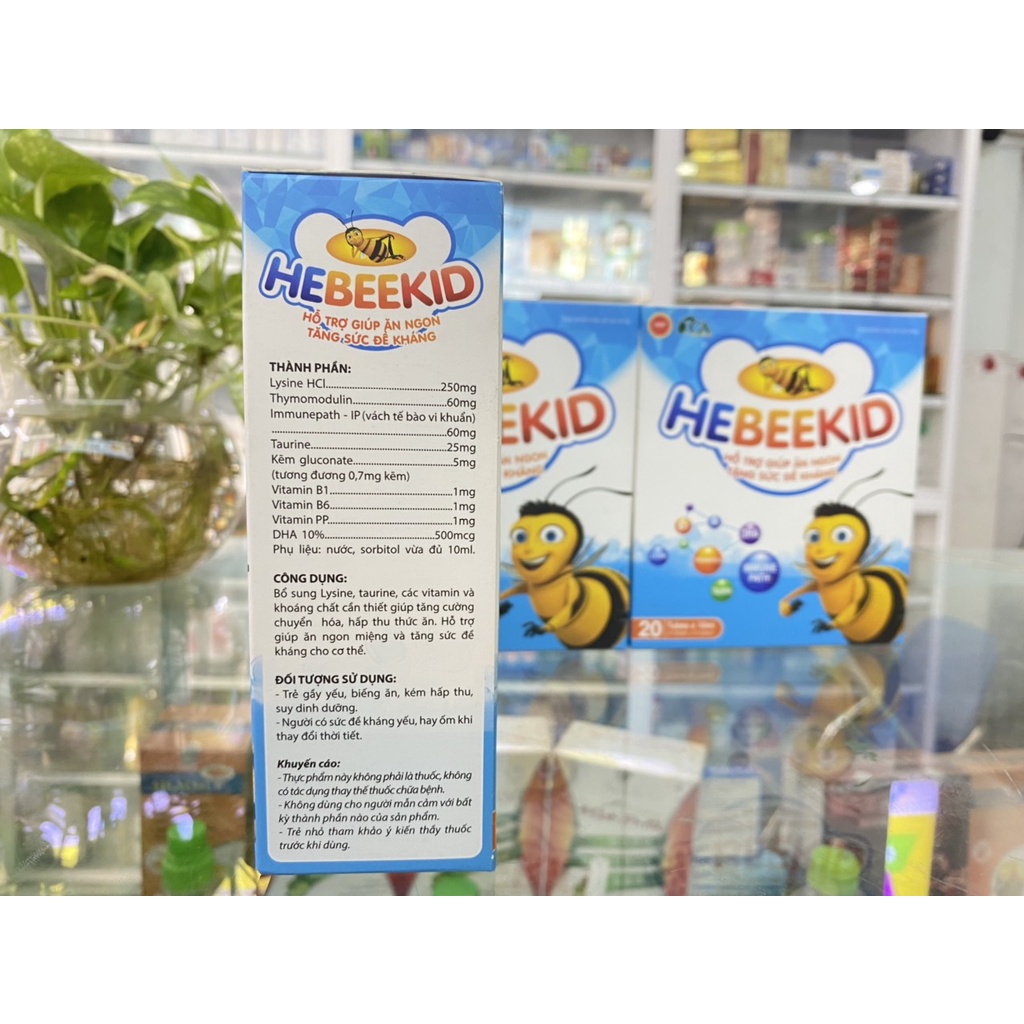 HEBEEKID
HỖ TRỢ GIÚP ĂN NGON
TĂNG SỨC ĐỀ KHÁNG
THÀNH PHẦN:
Lysine HCl..............................250mg
Thymomodulin..........................60mg
Immunepath - IP (vách tế bào vi khuẩn)
..............................................60mg
Taurine....................................25mg
Kẽm gluconate..........................5mg
(tương đương 0,7mg kẽm)
Vitamin B1...............................1mg
Vitamin B6...............................1mg
Vitamin PP...............................1mg
DHA 10%.............................500mcg
Phụ liệu: nước, sorbitol vừa đủ 10ml.
CÔNG DỤNG:
Bổ sung Lysine, taurine, các vitamin và
khoáng chất cần thiết giúp tăng cường
chuyển hóa, hấp thu thức ăn. Hỗ trợ
giúp ăn ngon miệng và tăng sức đề
kháng cho cơ thể.
ĐỐI TƯỢNG SỬ DỤNG:
- Trẻ gầy yếu, biếng ăn, kém hấp thu,
suy dinh dưỡng.
- Người có sức đề kháng yếu, hay ốm khi
thay đổi thời tiết.
Khuyến cáo:
- Thực phẩm này không phải là thuốc, không
có tác dụng thay thế thuốc chữa bệnh.
- Không dùng cho người mẫn cảm với bất
kỳ thành phần nào của sản phẩm.
- Trẻ nhỏ tham khảo ý kiến thầy thuốc
trước khi dùng.
EKID
HEBEEKID
HỖ TRỢ GIÚP ĂN NGON
TĂNG SỨC ĐỀ KHÁNG
DHA
20